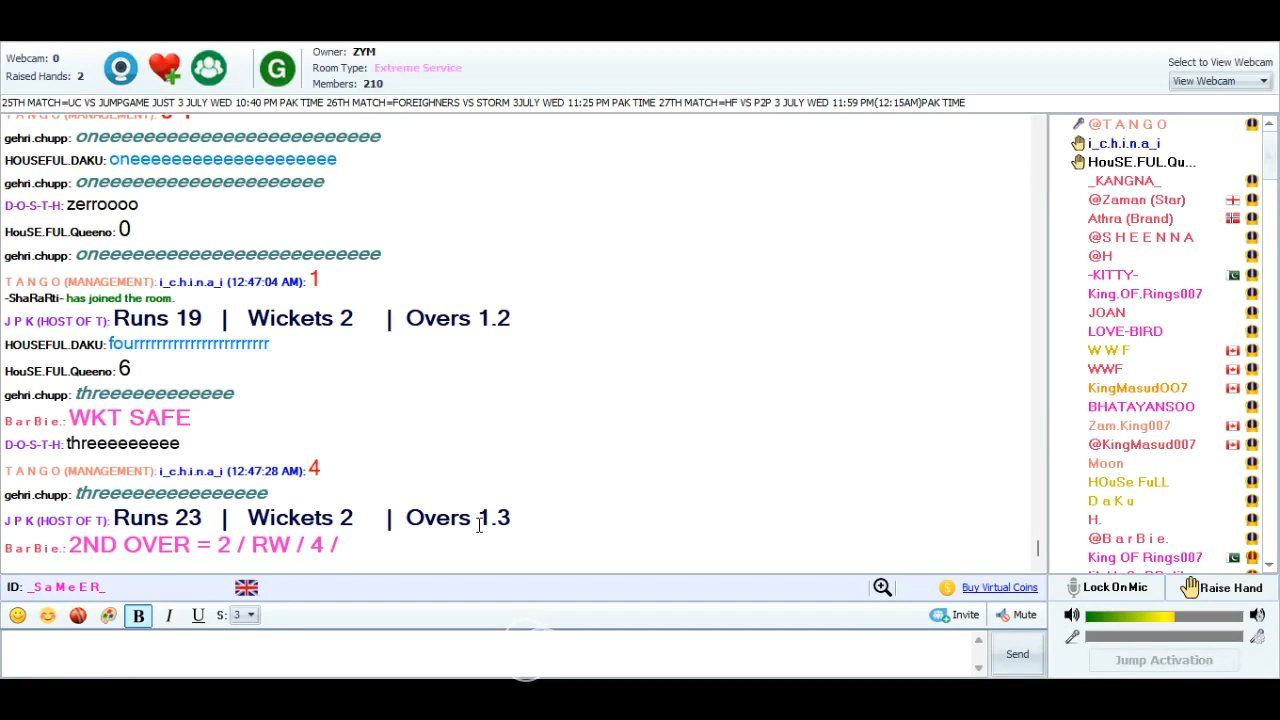 Webcam: 0
Raised Hands: 2
G
Owner: ZYM
Room Type: Extreme Service
Members: 210
Select to View Webcam
View Webcam
25TH MATCH=UC VS JUMPGAME JUST 3 JULY WED 10:40 PM PAK TIME 26TH MATCH=FOREIGHNERS VS STORM 3JULY WED 11:25 PM PAK TIME 27TH MATCH=HF VS P2P 3 JULY WED 11:59 PM(12:15AM)PAK TIME
gehri.chupp: oneeeeeeeeeeeeeeeeeeeeeeeeee
HOUSEFUL.DAKU: oneeeeeeeeeeeeeeeeeeee
gehri.chupp: oneeeeeeeeeeeeeeeeeeeee
D-O-S-T-H: zerroooo
HouSE.FUL.Queeno: 0
gehri.chupp: oneeeeeeeeeeeeeeeeeeeeeeeeee
T A N G O (MANAGEMENT): i_c.h.i.n.a_i (12:47:04 AM): 1
-ShaRaRti- has joined the room.
J P K (HOST OF T): Runs 19 | Wickets 2 | Overs 1.2
HOUSEFUL.DAKU: fourrrrrrrrrrrrrrrrrrrrrrrr
HouSE.FUL.Queeno: 6
gehri.chupp: threeeeeeeeeeeee
B a r B i e.: WKT SAFE
D-O-S-T-H: threeeeeeeee
T A N G O (MANAGEMENT): i_c.h.i.n.a_i (12:47:28 AM): 4
gehri.chupp: threeeeeeeeeeeeeeee
J P K (HOST OF T): Runs 23 | Wickets 2 | Overs 1.3
B a r B i e.: 2ND OVER = 2 / RW / 4 /
@T A N G O
i_c.h.i.n.a_i
HouSE.FUL.Qu...
_KANGNA_
@Zaman (Star)
Athra (Brand)
@S H E E N N A
@H
-KITTY-
King.OF.Rings007
JOAN
LOVE-BIRD
W W F
WWF
KingMasudOO7
BHATAYANSOO
Zam.King007
@KingMasud007
Moon
HOuSe FuLL
D a K u
H.
@B a r B i e.
King OF Rings007
ID: _S a M e E R_
Buy Virtual Coins
Lock On Mic
Raise Hand
B I U S: 3
Invite
Mute
Send
Jump Activation